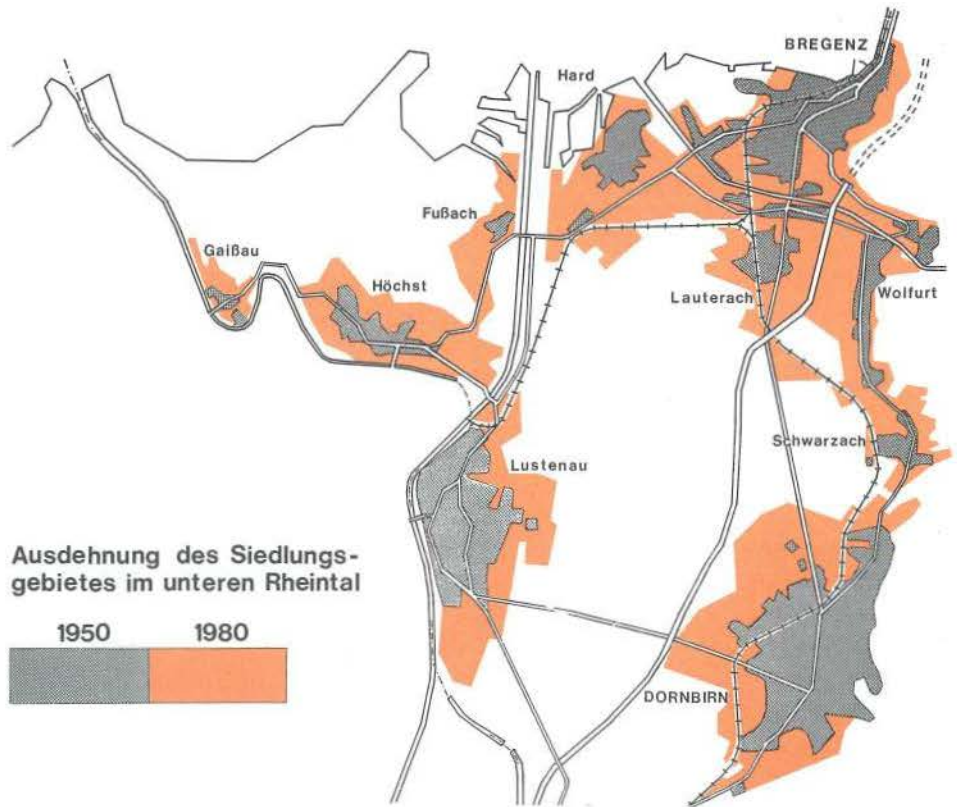 BREGENZ
Hard
Fußach
Gaißau
Höchst
Lauterach
Wolfurt
Schwarzach
Lustenau
Ausdehnung des Siedlungs-
gebietes im unteren Rheintal
1950 1980
DORNBIRN